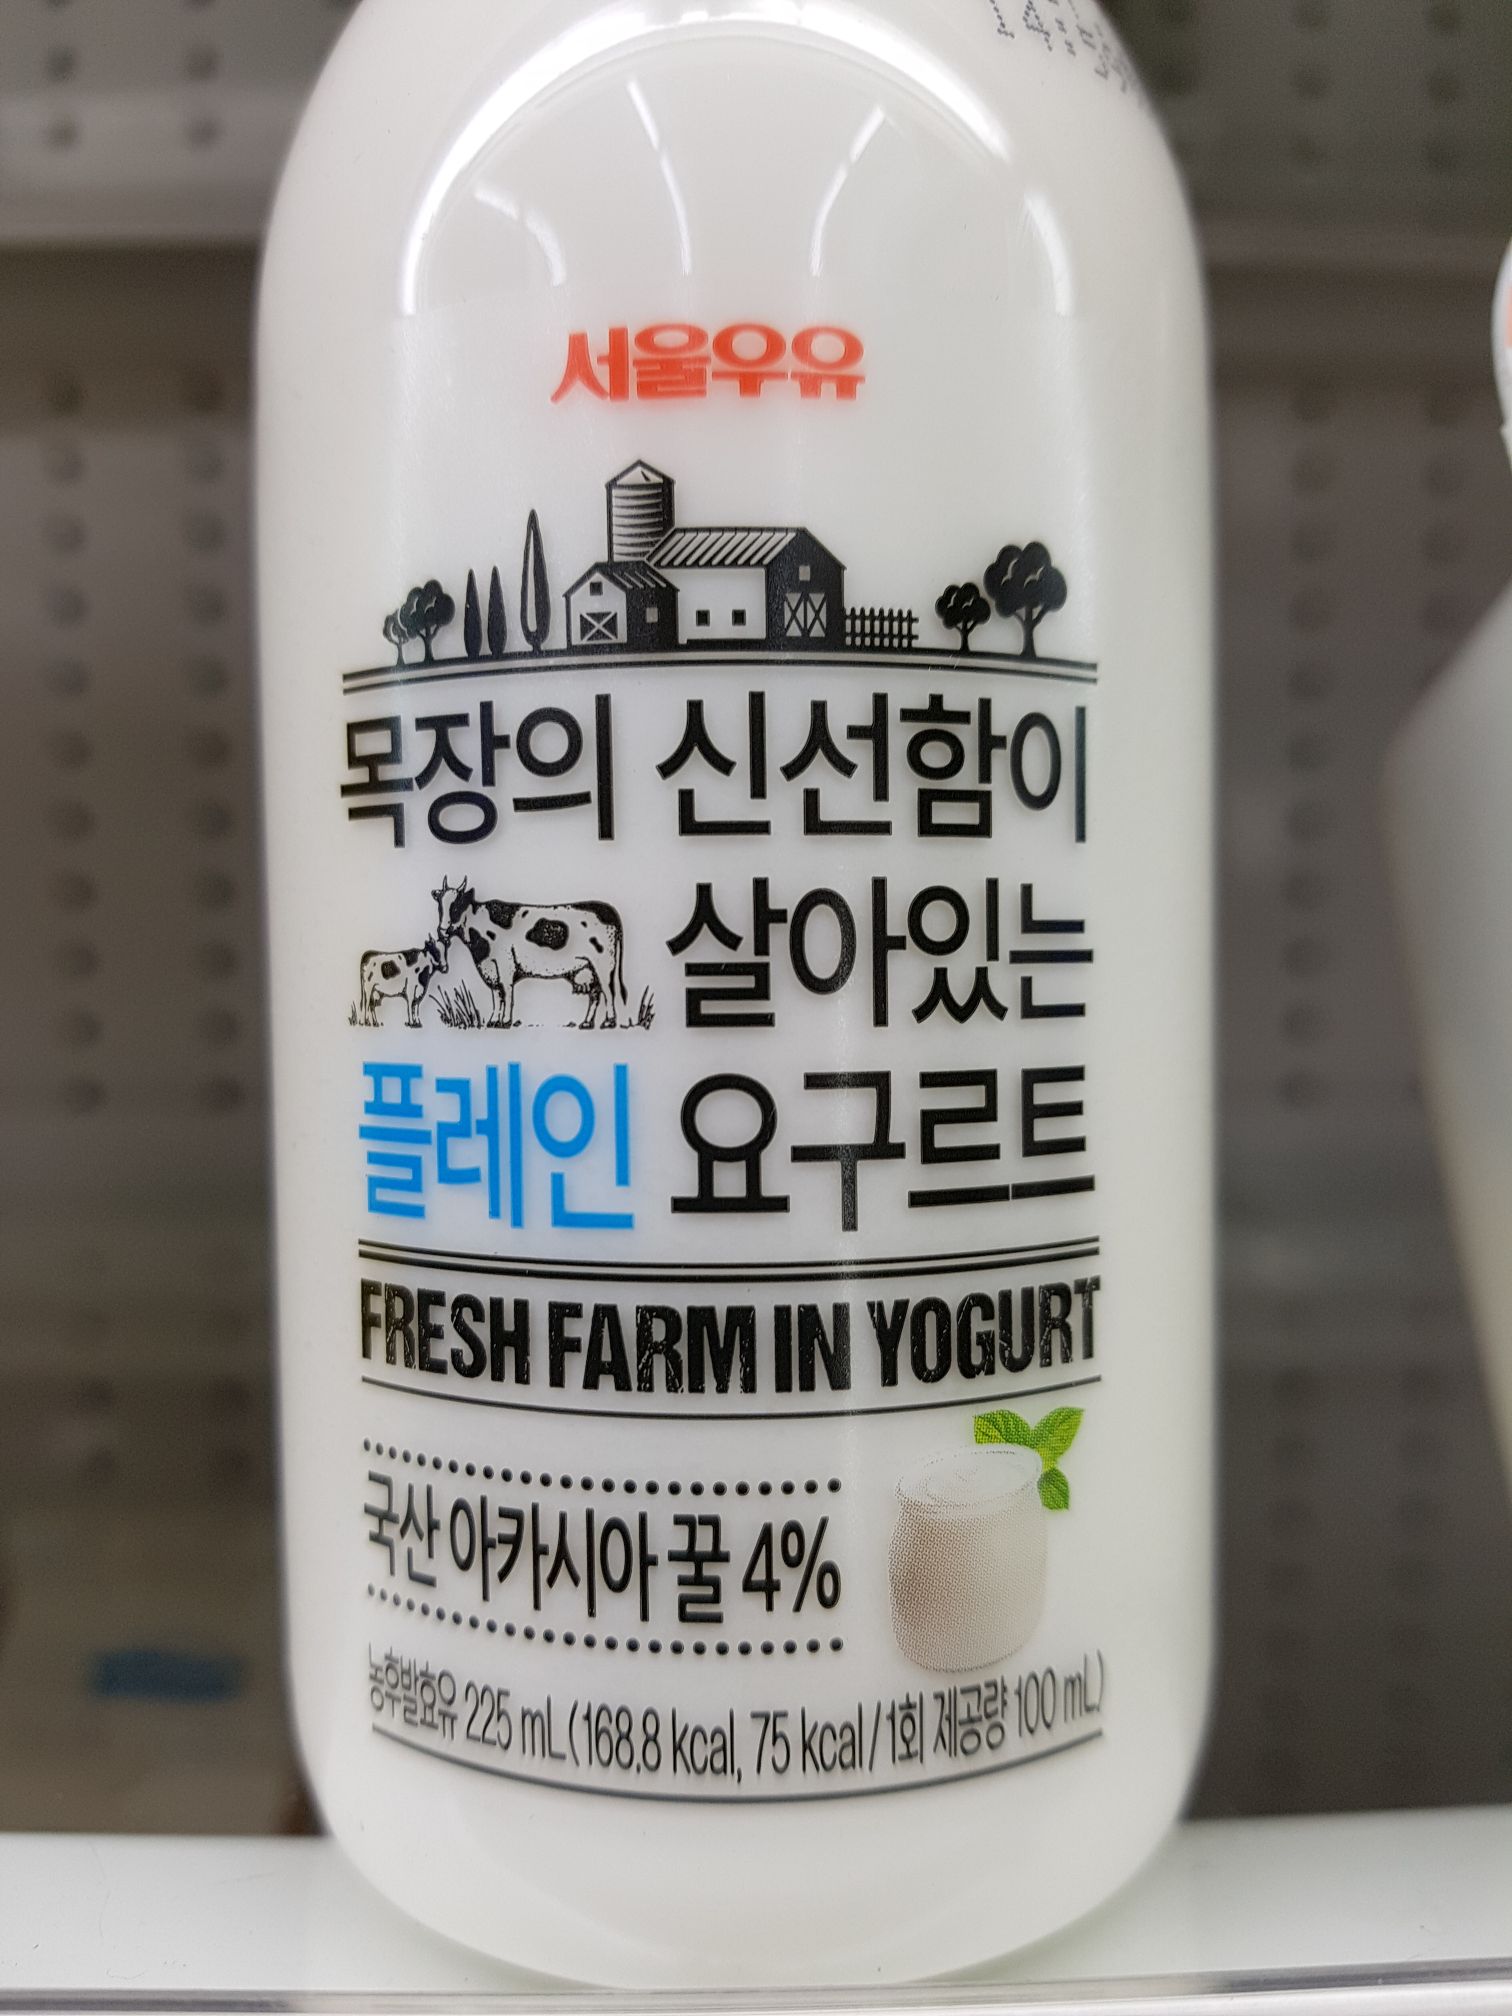 서울우유
목장의 신선함이
살아있는
플레인 요구르트
FRESH FARM IN YOGURT
국산 아카시아 꿀 4%
농후발효유 225 mL(168.8 kcal, 75 kcal/1회 제공량 100 mL)